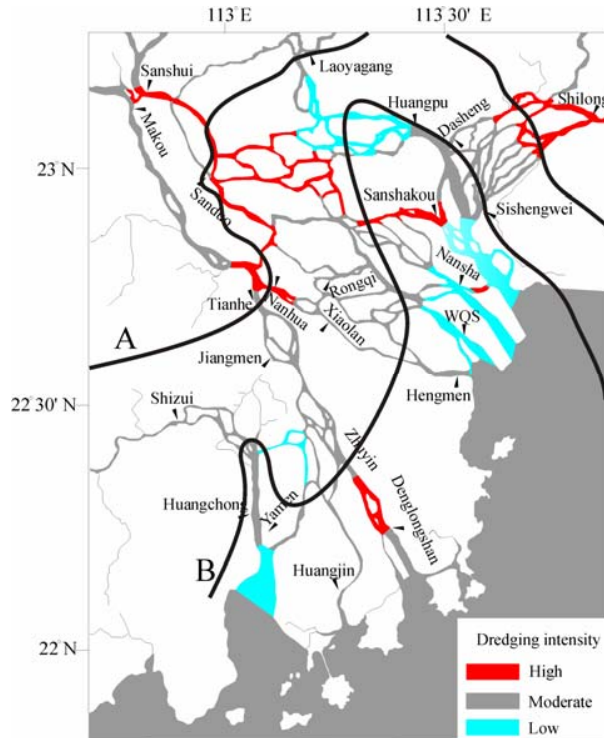 113°E
113°30′ E
Laoyagang
Sanshui
Huangpu
Shilong
Dasheng
Makou
23°N
Sanshakou
Sanduo
Sishengwei
Nansha
Rongqi
Tianhe
Nanhua
WQS
A
Xiaolan
Jiangmen
Hengmen
22°30′ N
Shizui
Zhuyin
Huangchong
Yamen
Denglongshan
B
Huangjin
22°N
Dredging intensity
High
Moderate
Low